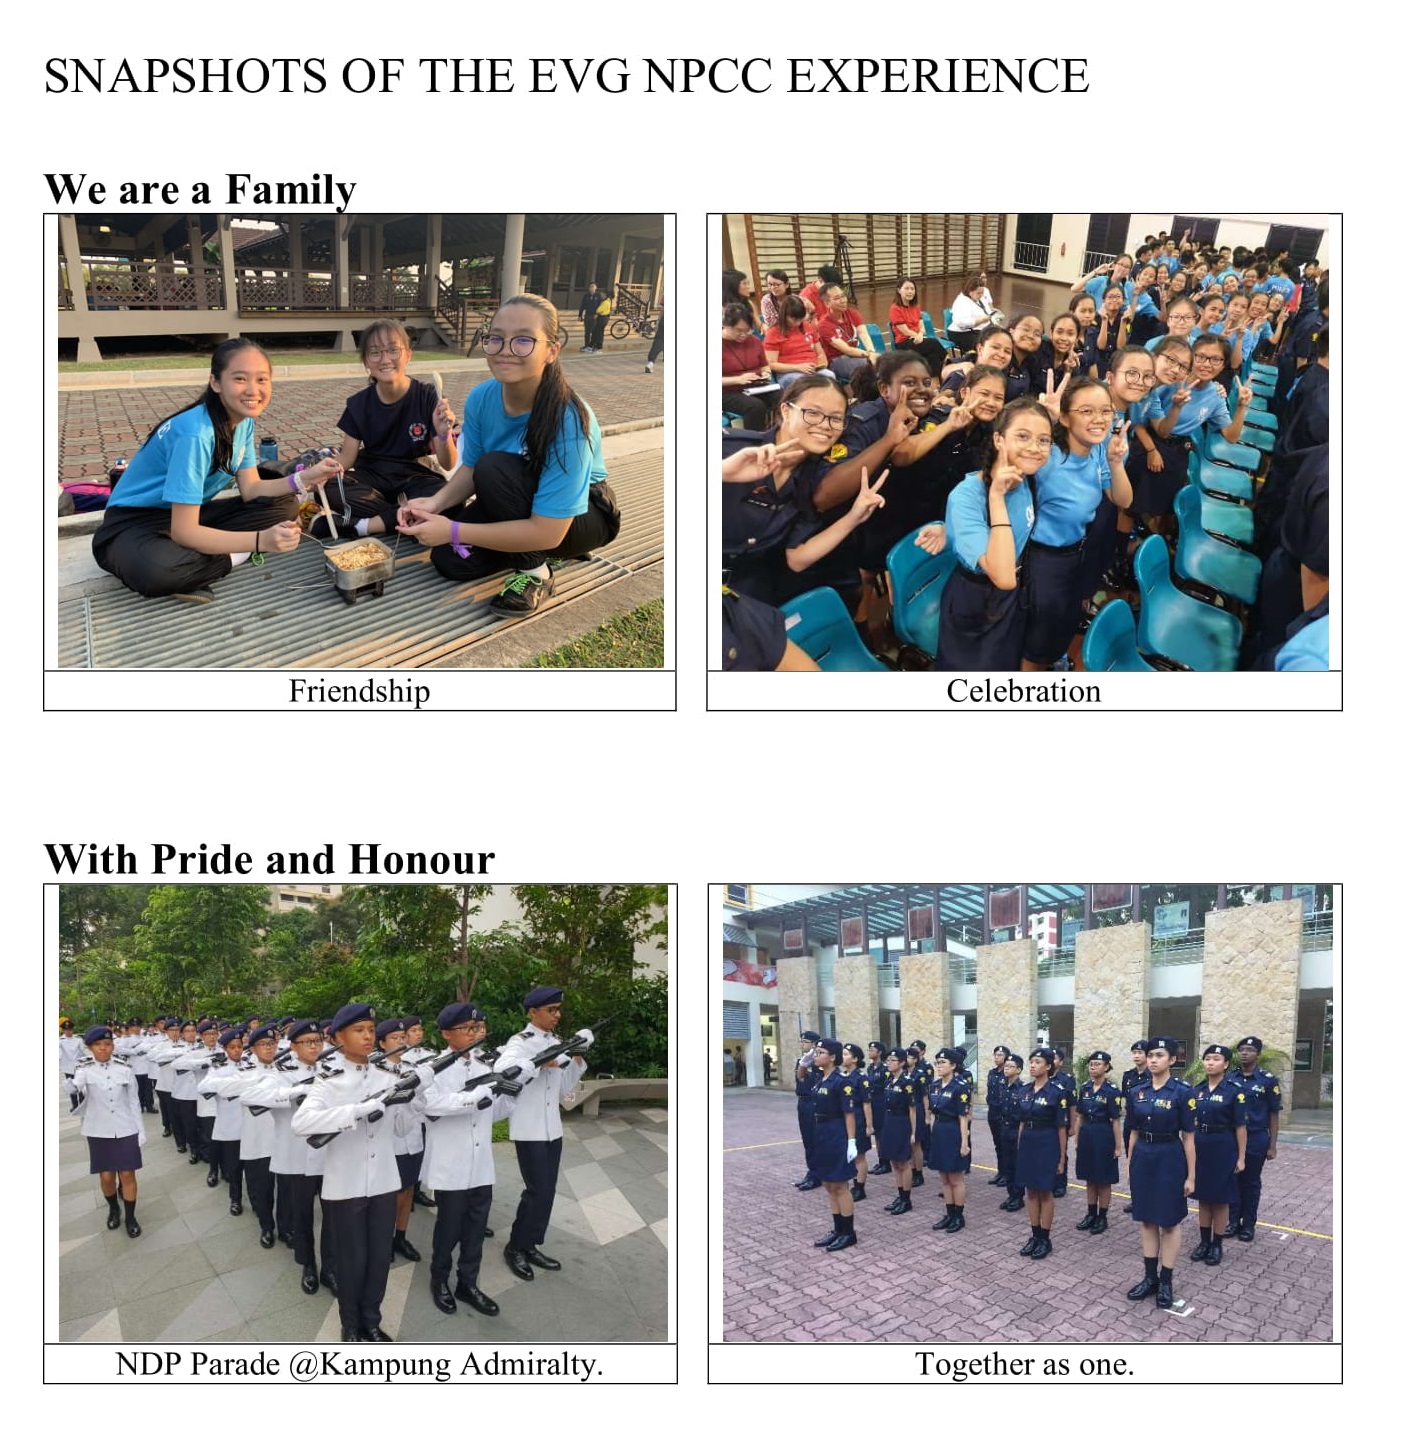 SNAPSHOTS OF THE EVG NPCC EXPERIENCE
We are a Family
Friendship
Celebration
With Pride and Honour
NDP Parade @Kampung Admiralty.
Together as one.